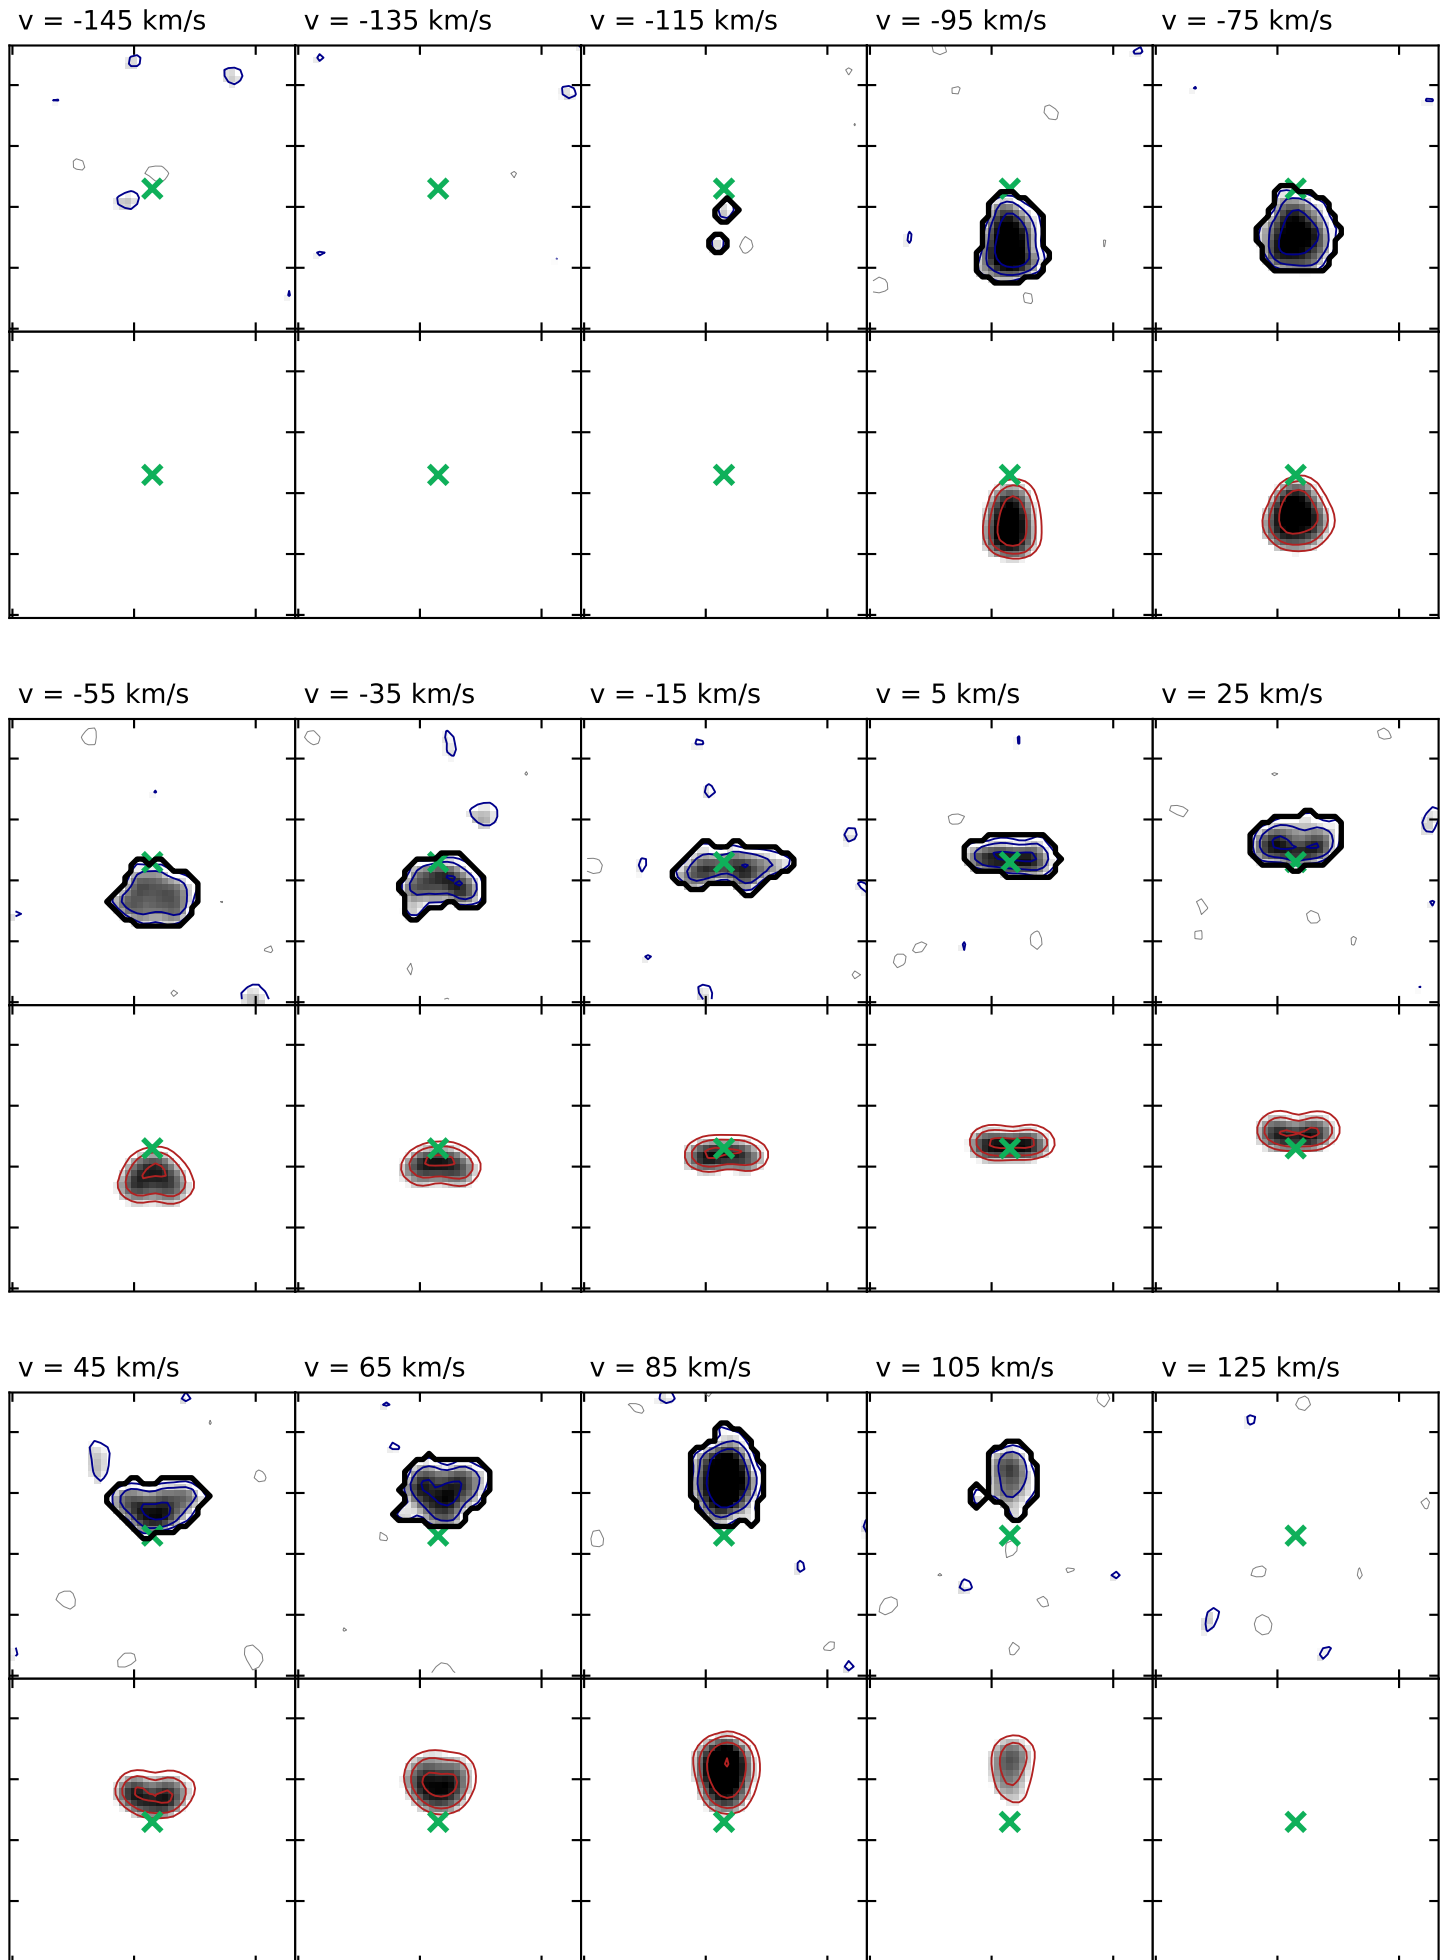 v = -145 km/s v = -135 km/s v = -115 km/s v = -95 km/s v = -75 km/s
v = -55 km/s v = -35 km/s v = -15 km/s v = 5 km/s v = 25 km/s
v = 45 km/s v = 65 km/s v = 85 km/s v = 105 km/s v = 125 km/s